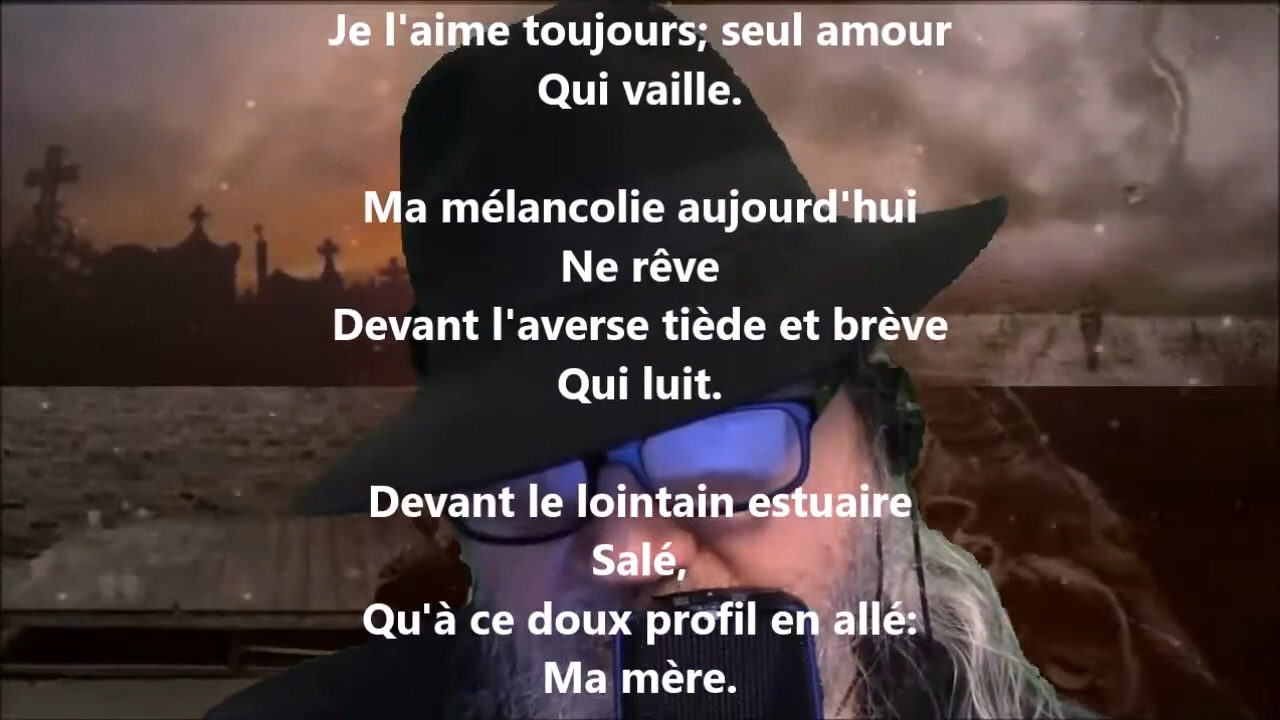 Je l'aime toujours; seul amour
Qui vaille.
Ma mélancolie aujourd'hui
Ne rêve
Devant l'averse tiède et brève
Qui luit.
Devant le lointain estuaire
Salé,
Qu'à ce doux profil en allé:
Ma mère.